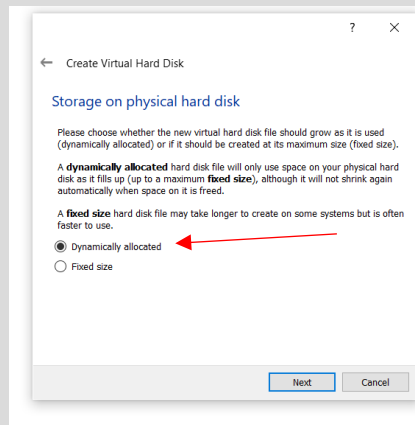 ?
Create Virtual Hard Disk
Storage on physical hard disk
Please choose whether the new virtual hard disk file should grow as it is used
(dynamically allocated) or if it should be created at its maximum size (fixed size).
A dynamically allocated hard disk file will only use space on your physical hard
disk as it fills up (up to a maximum fixed size), although it will not shrink again
automatically when space on it is freed.
A fixed size hard disk file may take longer to create on some systems but is often
faster to use.
Dynamically allocated
Fixed size
Next Cancel